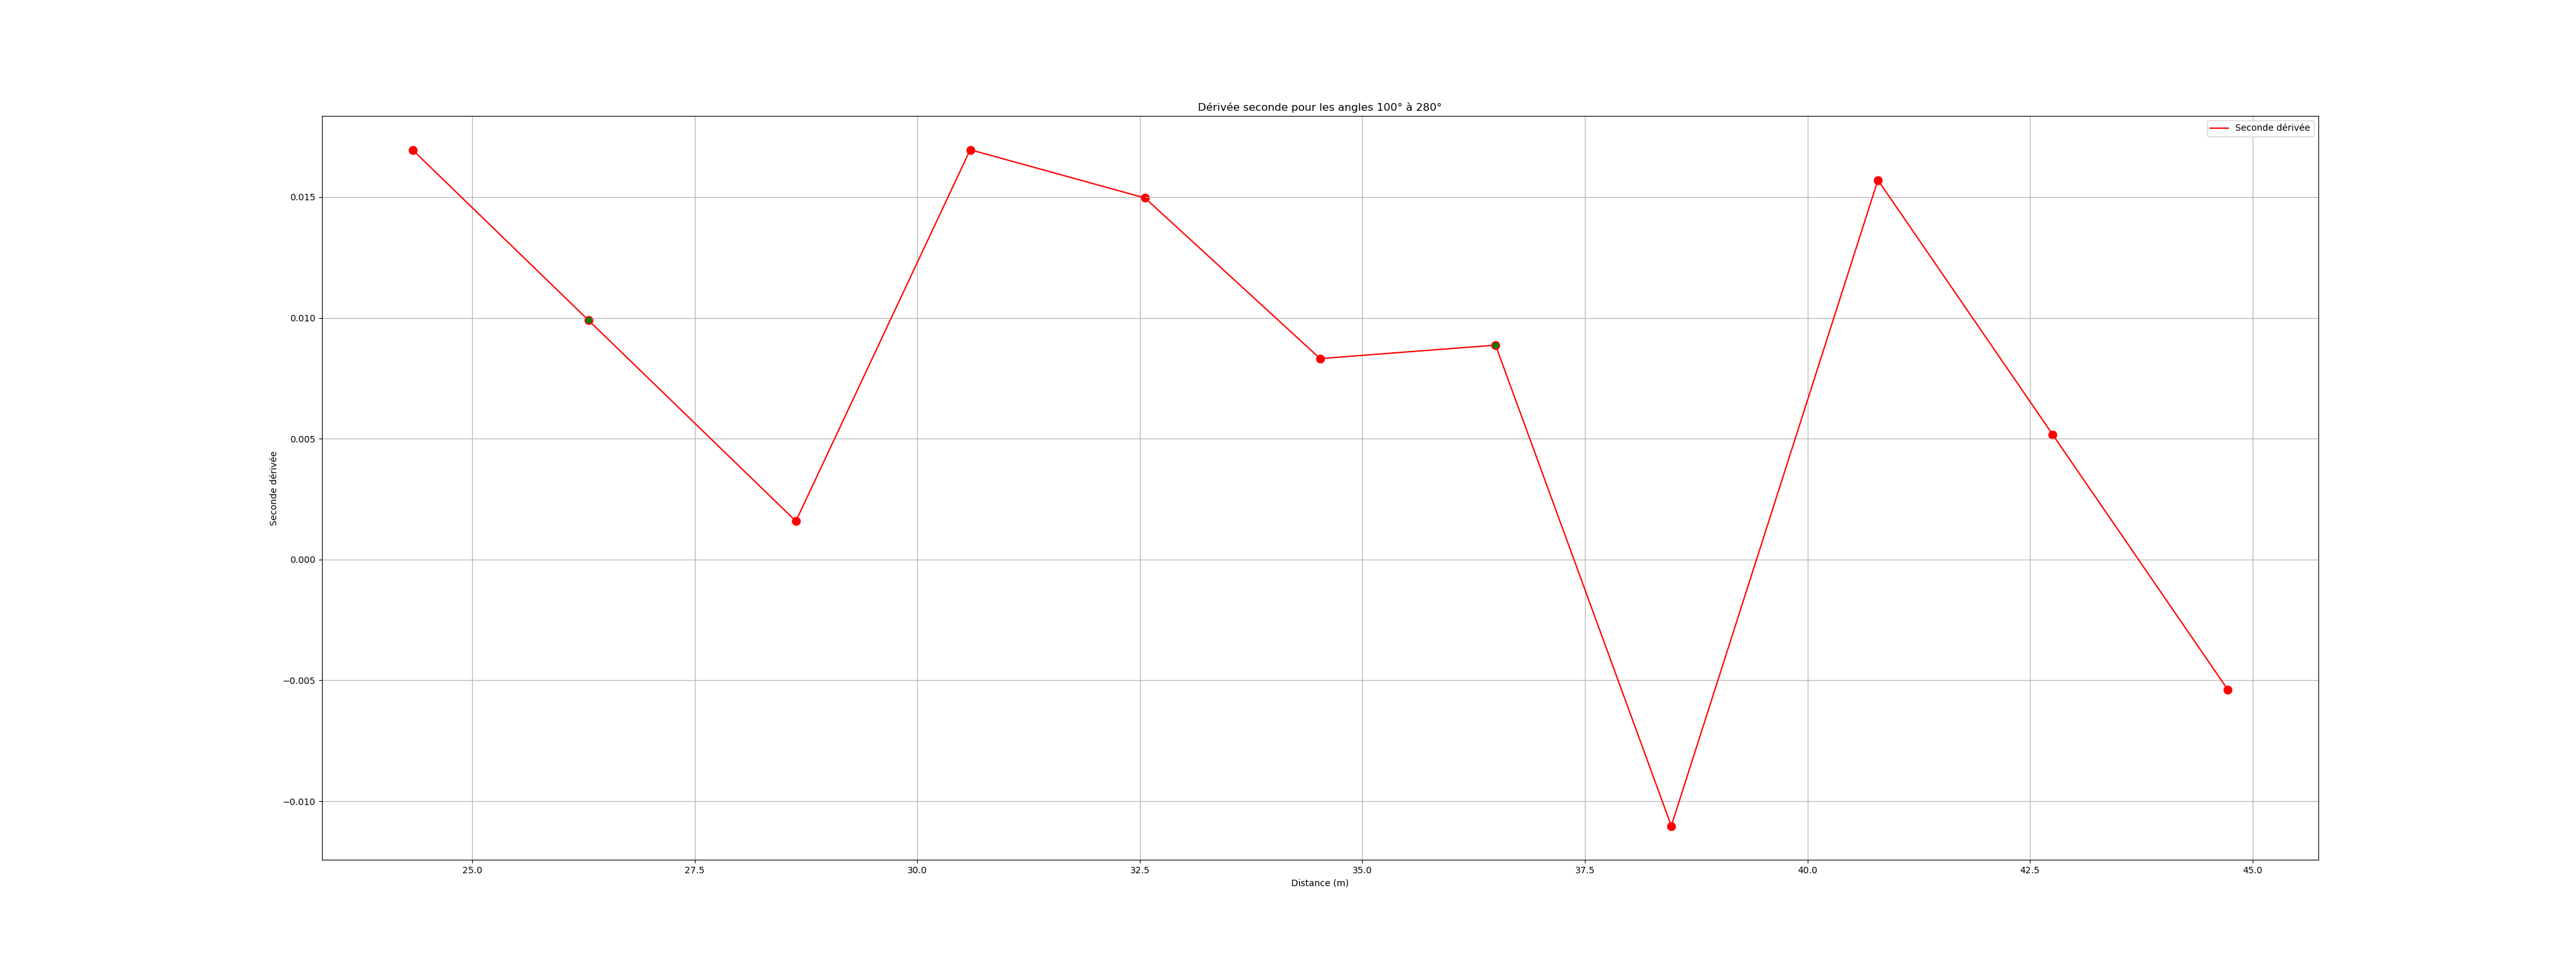 Dérivée seconde pour les angles 100° à 280°
Seconde dérivée
0.015
0.010
0.005
0.000
−0.005
−0.010
Seconde dérivée
25.0 27.5 30.0 32.5 35.0 37.5 40.0 42.5 45.0
Distance (m)